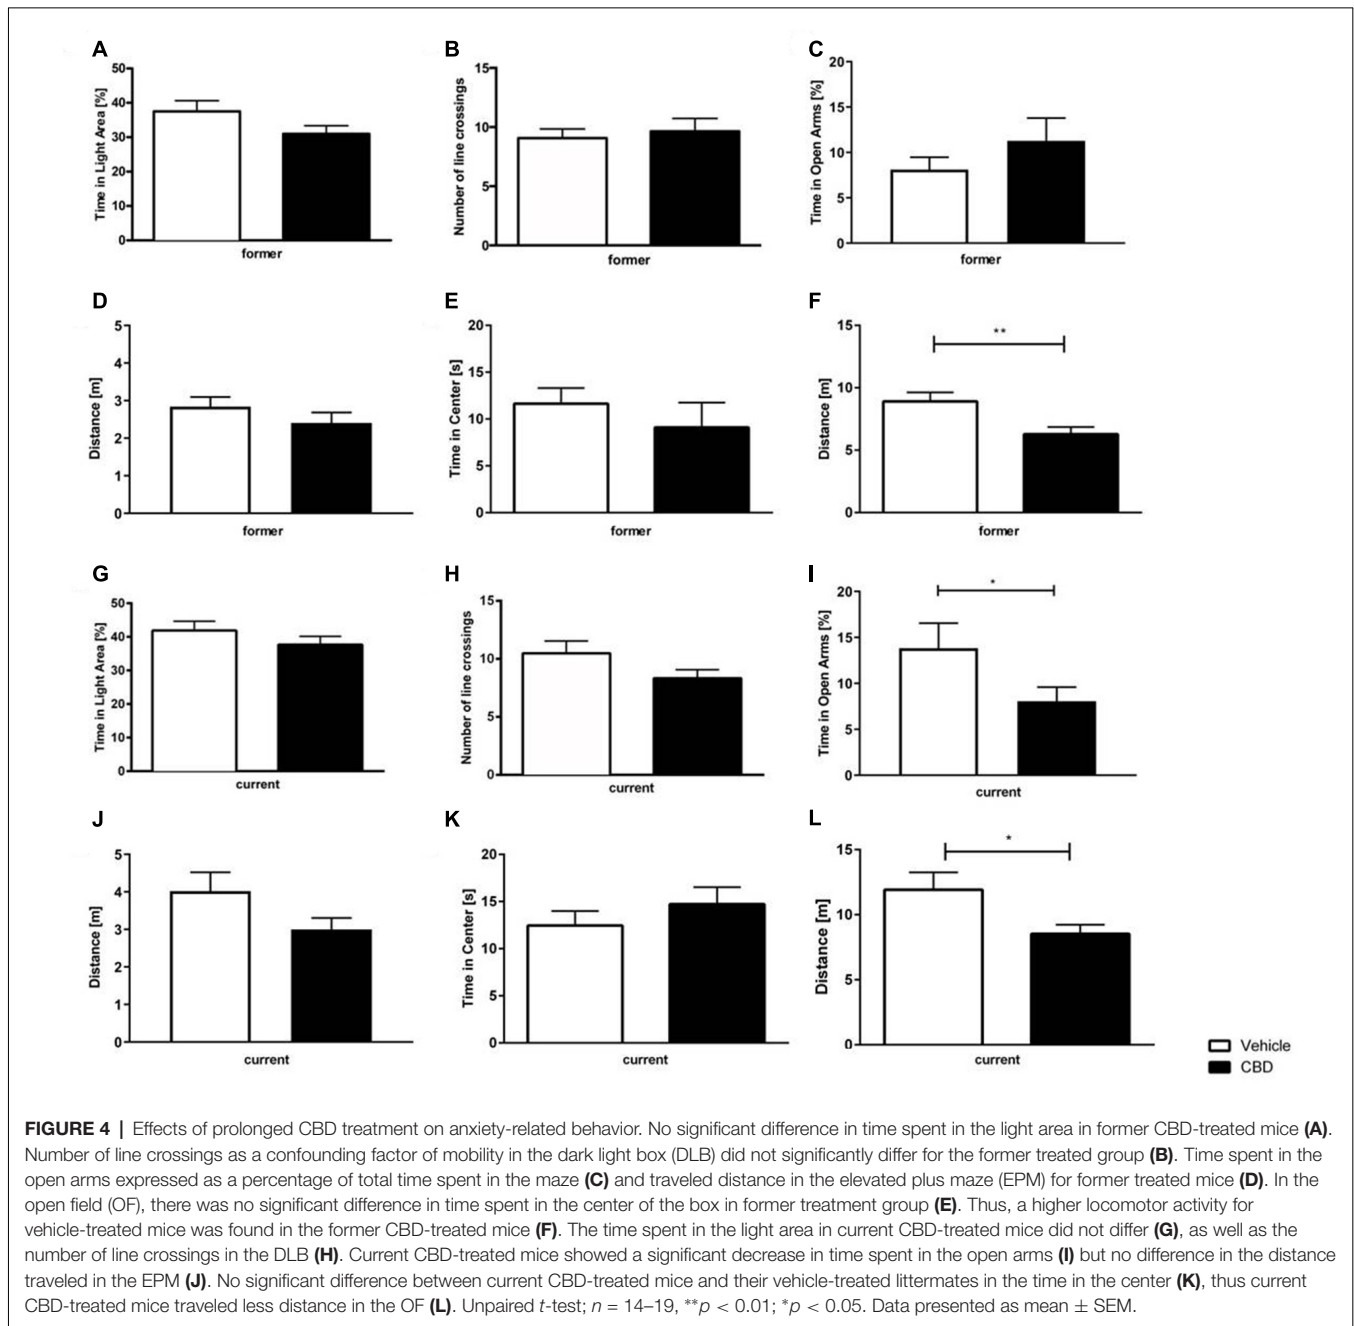 A
Time in Light Area [%]
50
40
30
20
10
0
former
B
Number of line crossings
15
10
5
0
former
C
Time in Open Arms [%]
20
15
10
5
0
former
D
Distance [m]
5
4
3
2
1
0
former
E
Time in Center [s]
20
15
10
5
0
former
F
Distance [m]
15
10
5
0
**
former
G
Time in Light Area [%]
50
40
30
20
10
0
current
H
Number of line crossings
15
10
5
0
current
I
Time in Open Arms [%]
20
15
10
5
0
*
current
J
Distance [m]
5
4
3
2
1
0
current
K
Time in Center [s]
20
15
10
5
0
current
L
Distance [m]
15
10
5
0
*
current
Vehicle
CBD
FIGURE 4 | Effects of prolonged CBD treatment on anxiety-related behavior. No significant difference in time spent in the light area in former CBD-treated mice (A).
Number of line crossings as a confounding factor of mobility in the dark light box (DLB) did not significantly differ for the former treated group (B). Time spent in the
open arms expressed as a percentage of total time spent in the maze (C) and traveled distance in the elevated plus maze (EPM) for former treated mice (D). In the
open field (OF), there was no significant difference in time spent in the center of the box in former treatment group (E). Thus, a higher locomotor activity for
vehicle-treated mice was found in the former CBD-treated mice (F). The time spent in the light area in current CBD-treated mice did not differ (G), as well as the
number of line crossings in the DLB (H). Current CBD-treated mice showed a significant decrease in time spent in the open arms (I) but no difference in the distance
traveled in the EPM (J). No significant difference between current CBD-treated mice and their vehicle-treated littermates in the time in the center (K), thus current
CBD-treated mice traveled less distance in the OF (L). Unpaired t-test; n = 14–19, **p < 0.01; *p < 0.05. Data presented as mean ± SEM.